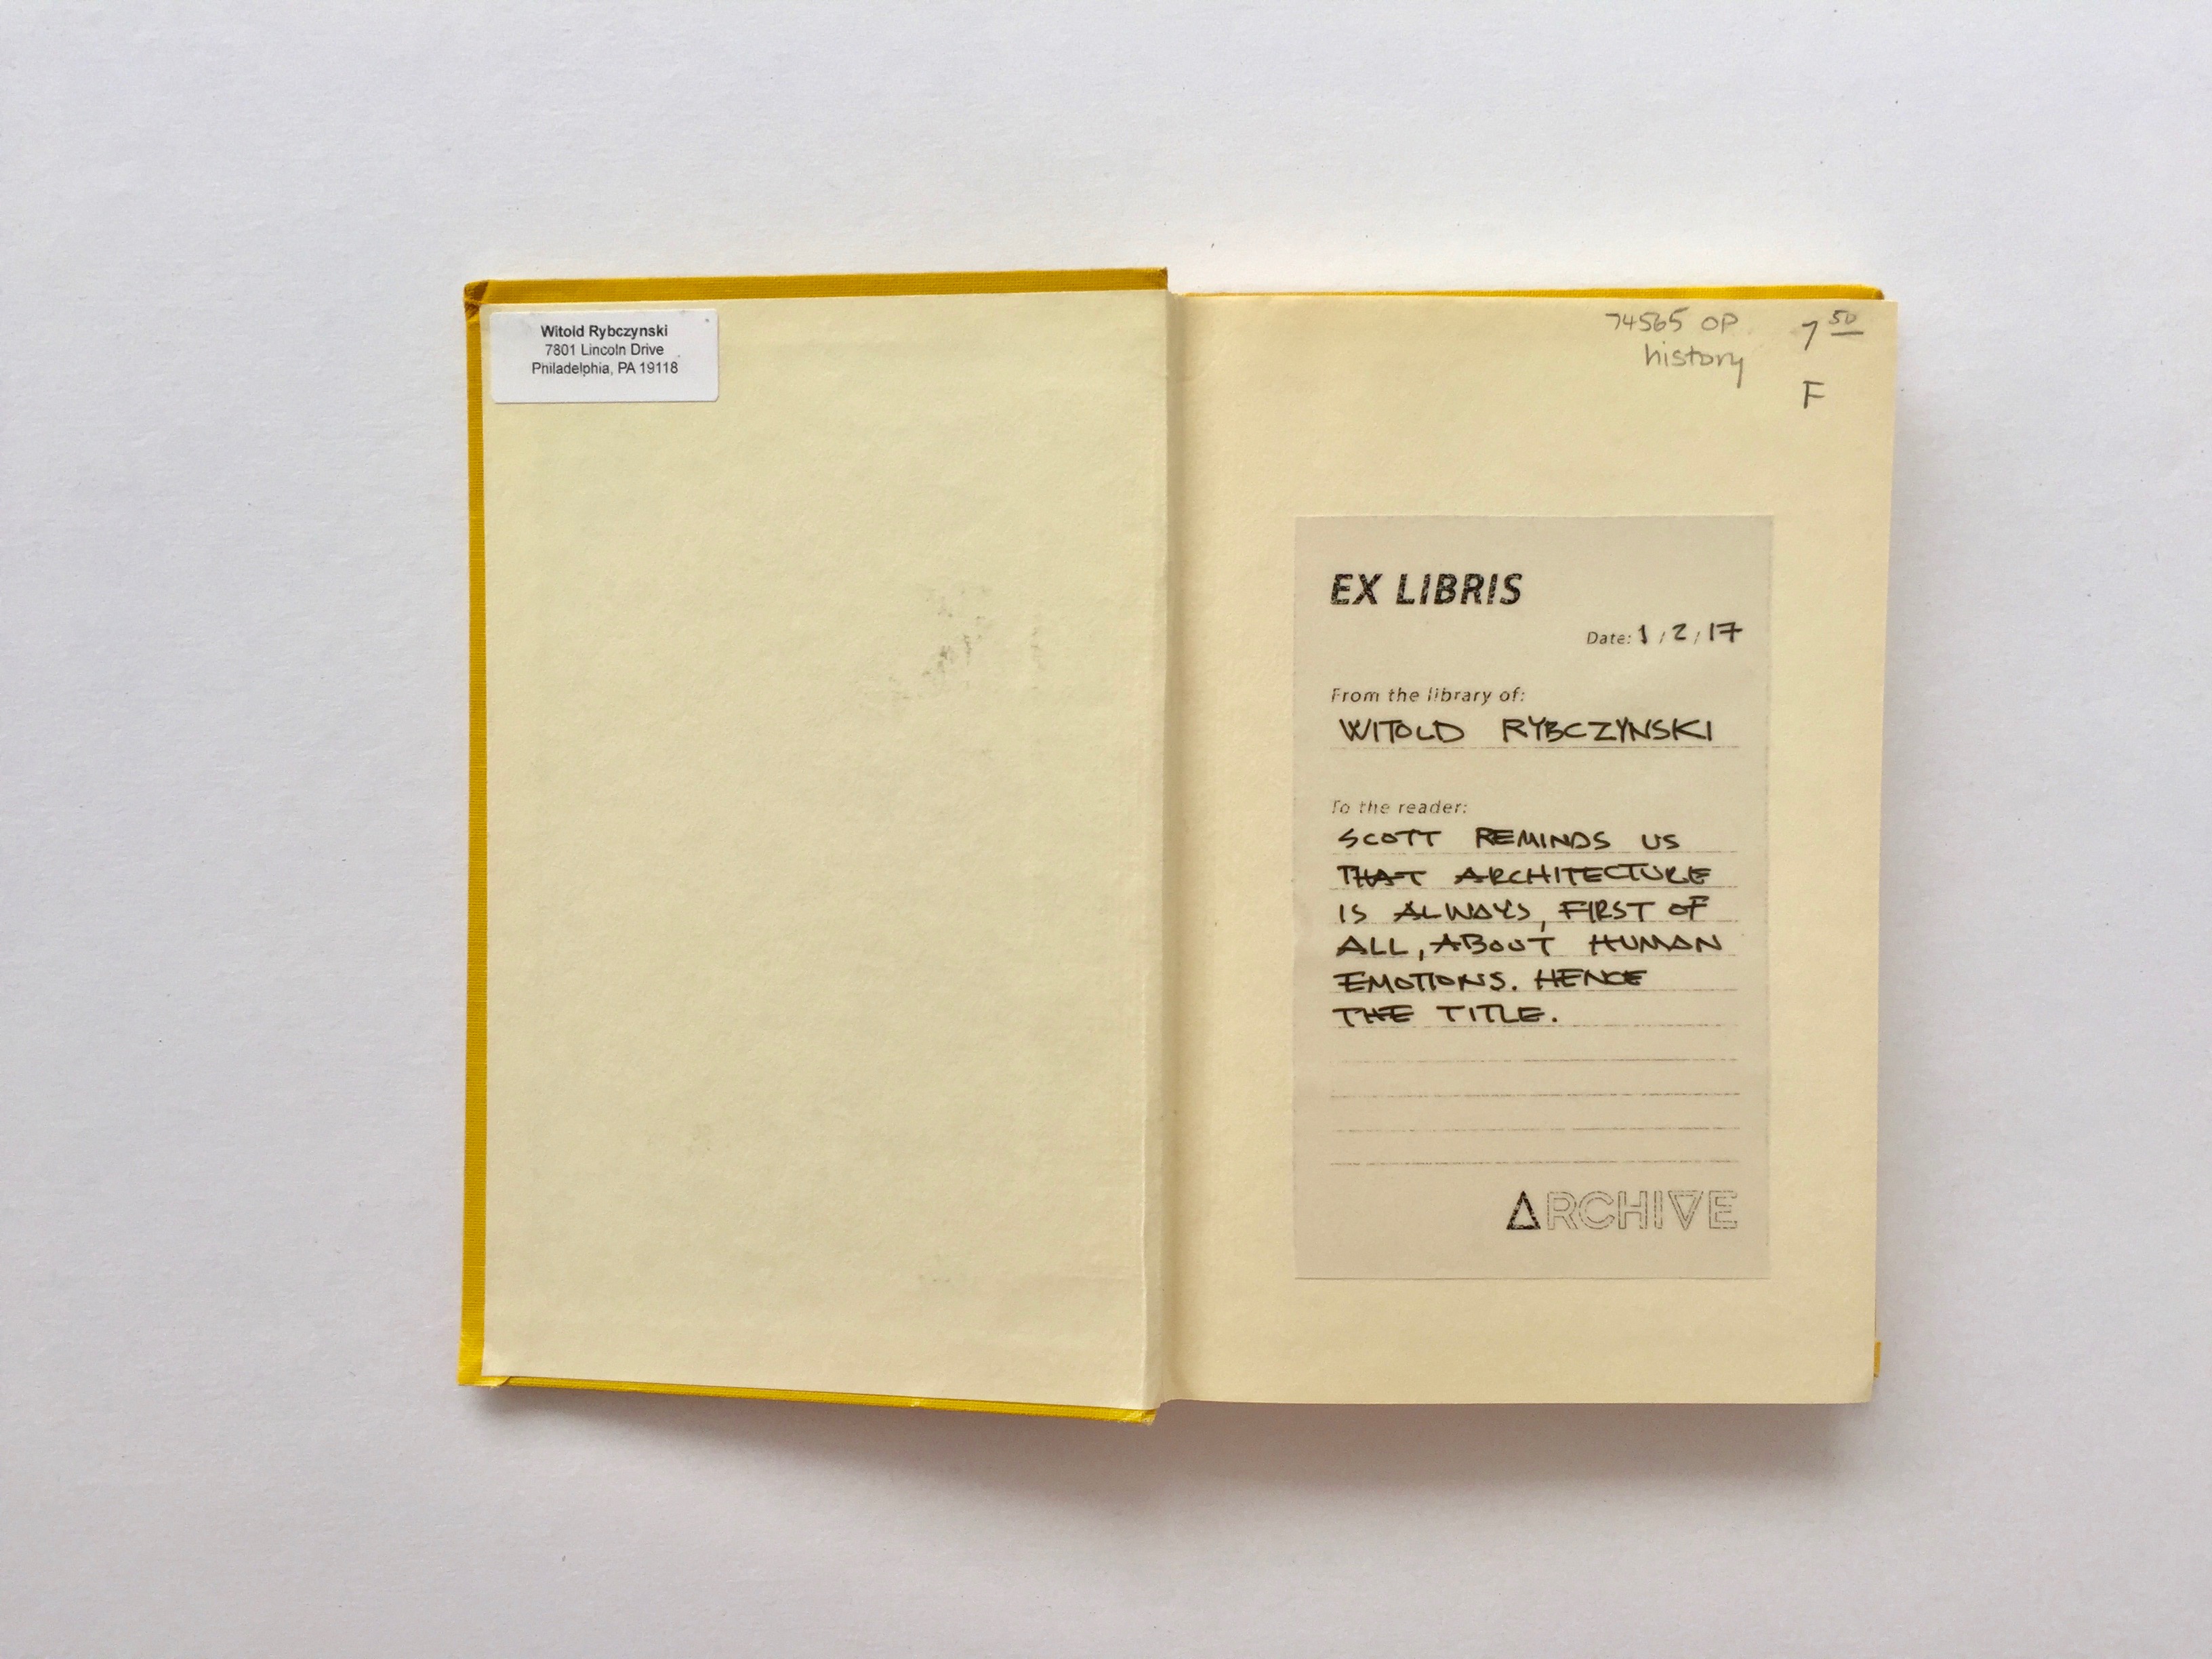 Witold Rybczynski
7801 Lincoln Drive
Philadelphia, PA 19118
74565 OP
history
7 50
F
EX LIBRIS
Date: 1/2/17
From the library of:
WITOLD RYBCZYNSKI
To the reader:
SCOTT REMINDS US
THAT ARCHITECTURE
IS ALWAYS, FIRST OF
ALL, ABOUT HUMAN
EMOTIONS. HENCE
THE TITLE.
ARCHIVE